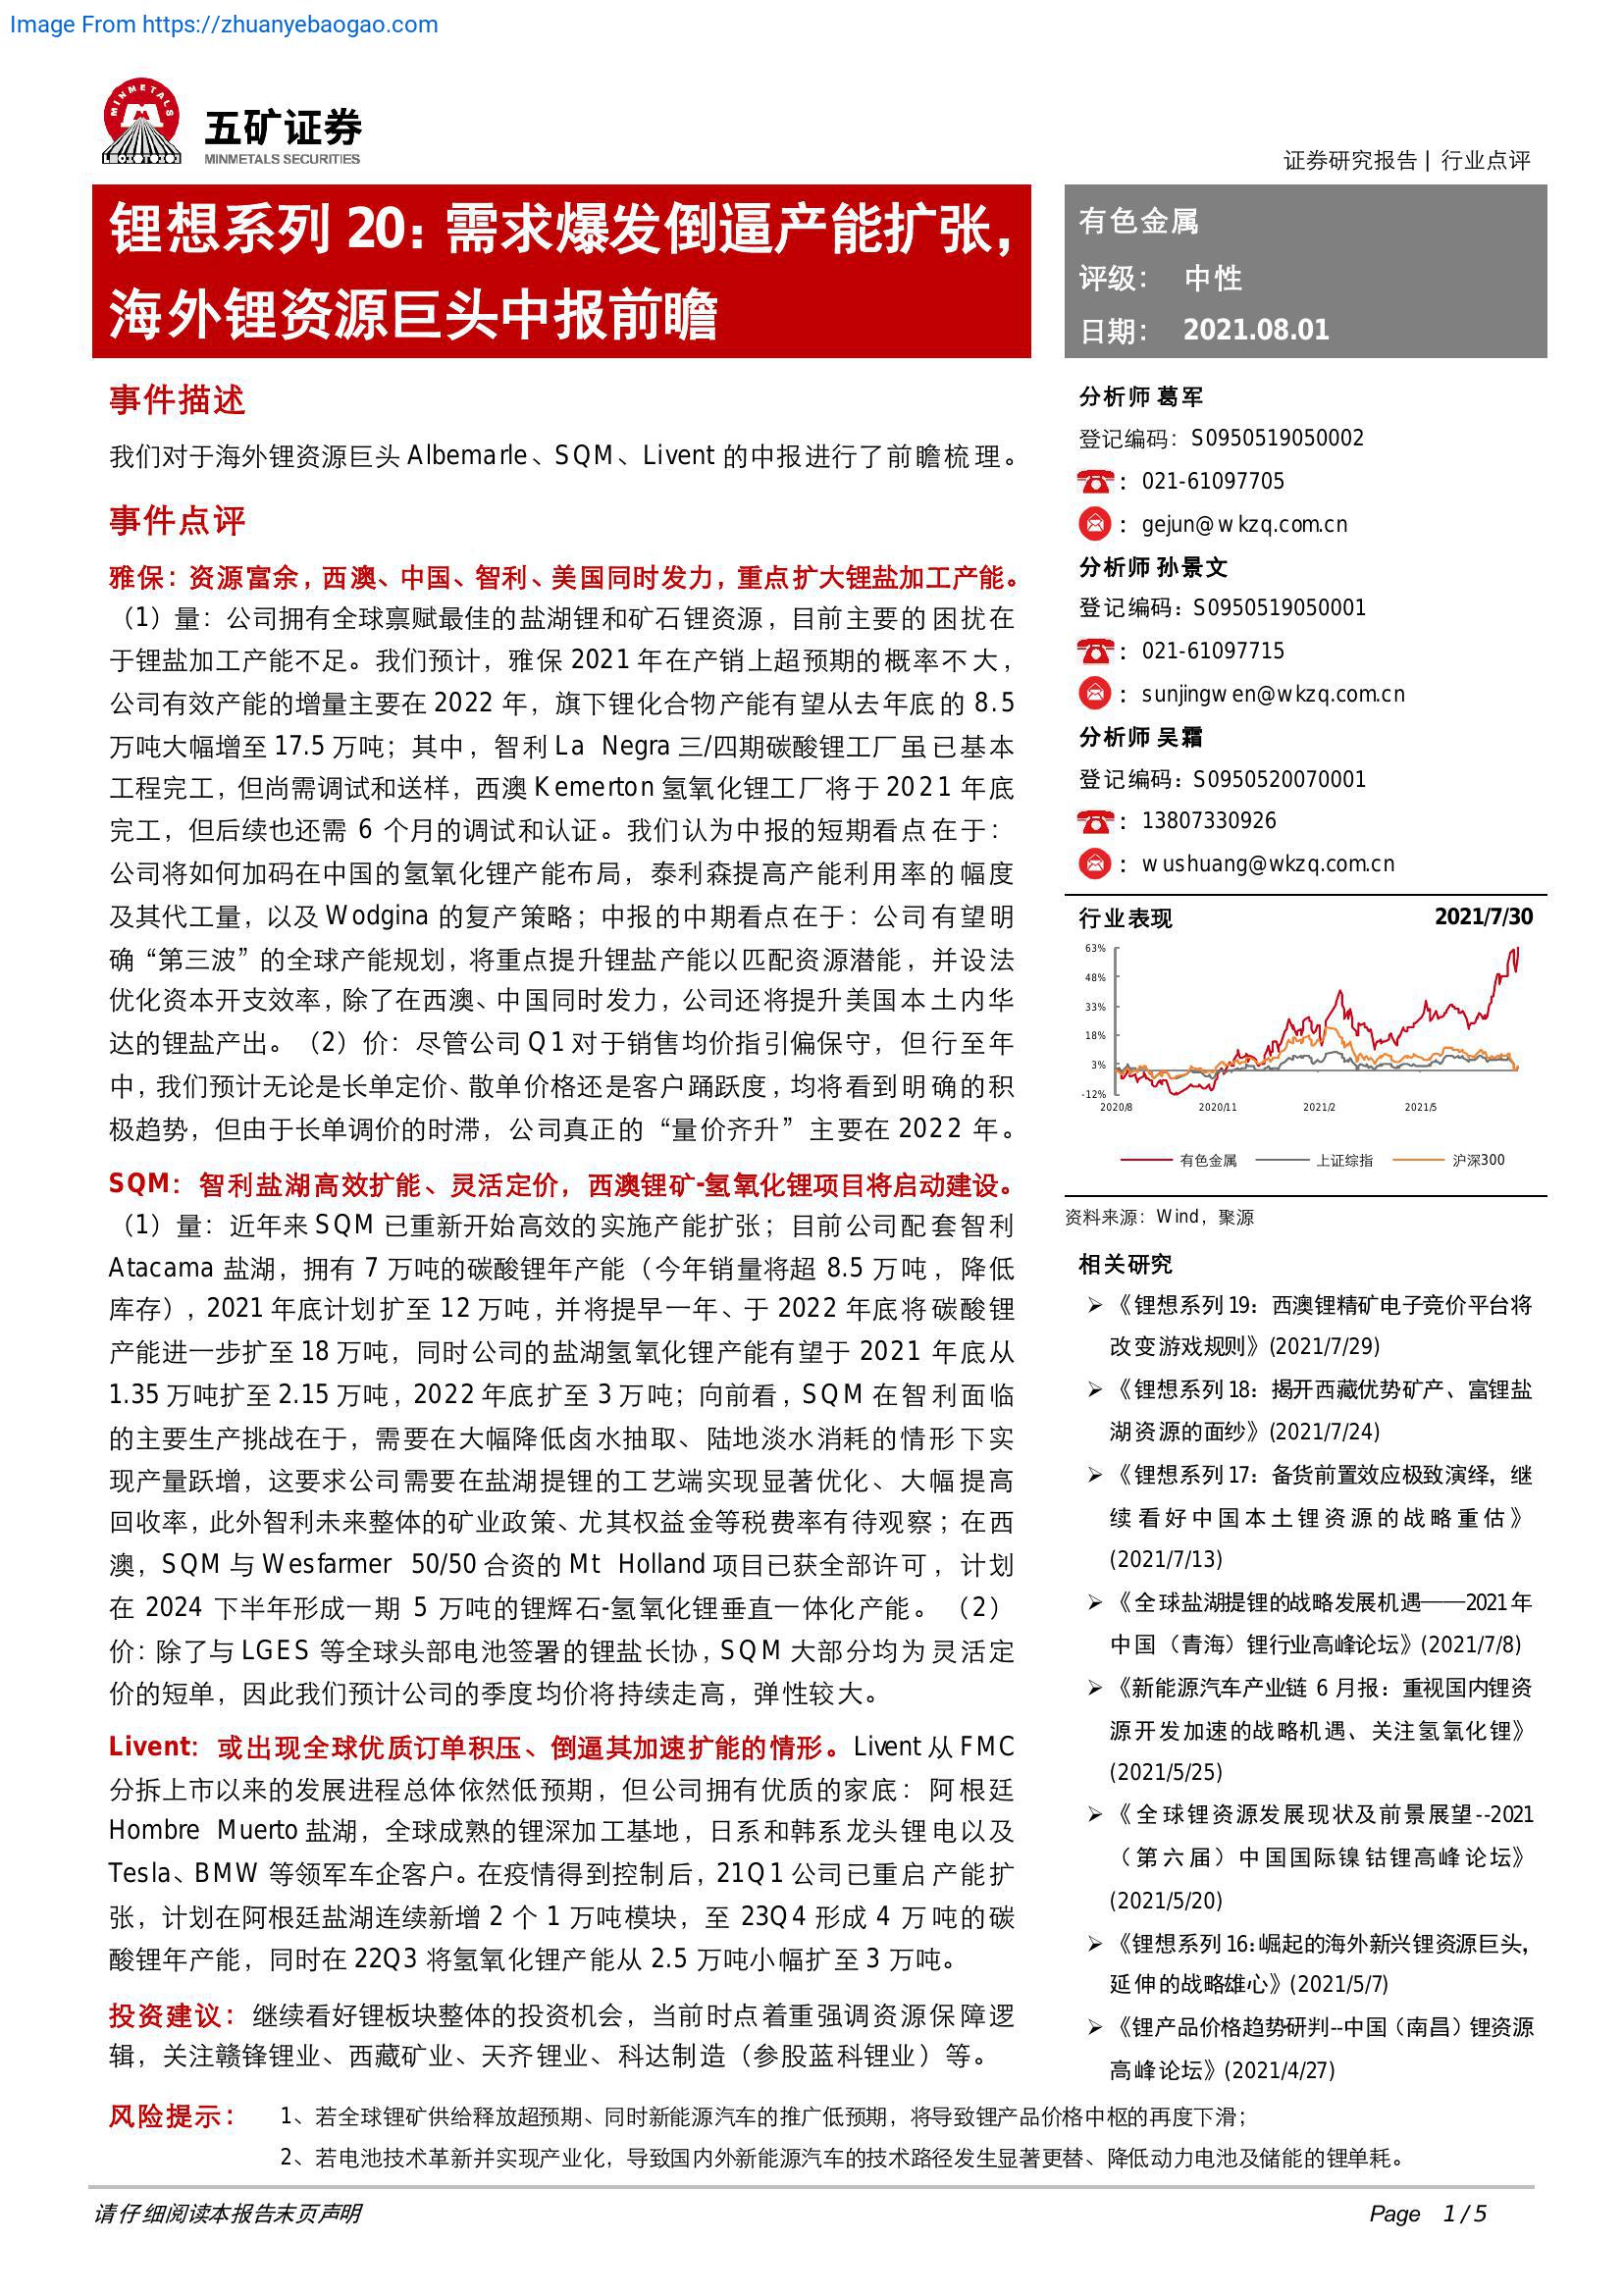 Image From https://zhuanyebaogao.com
MINMETALS
五矿证券
MINMETALS SECURITIES
证券研究报告 | 行业点评
锂想系列 20：需求爆发倒逼产能扩张，
海外锂资源巨头中报前瞻
有色金属
评级： 中性
日期： 2021.08.01
事件描述
我们对于海外锂资源巨头 Albemarle、SQM、Livent 的中报进行了前瞻梳理。
事件点评
雅保：资源富余，西澳、中国、智利、美国同时发力，重点扩大锂盐加工产能。
（1）量：公司拥有全球禀赋最佳的盐湖锂和矿石锂资源，目前主要的困扰在
于锂盐加工产能不足。我们预计，雅保 2021 年在产销上超预期的概率不大，
公司有效产能的增量主要在 2022 年，旗下锂化合物产能有望从去年底的 8.5
万吨大幅增至 17.5 万吨；其中，智利 La Negra 三/四期碳酸锂工厂虽已基本
工程完工，但尚需调试和送样，西澳 Kemerton 氢氧化锂工厂将于 2021 年底
完工，但后续也还需 6 个月的调试和认证。我们认为中报的短期看点在于：
公司将如何加码在中国的氢氧化锂产能布局，泰利森提高产能利用率的幅度
及其代工量，以及 Wodgina 的复产策略；中报的中期看点在于：公司有望明
确“第三波”的全球产能规划，将重点提升锂盐产能以匹配资源潜能，并设法
优化资本开支效率，除了在西澳、中国同时发力，公司还将提升美国本土内华
达的锂盐产出。（2）价：尽管公司 Q1 对于销售均价指引偏保守，但行至年
中，我们预计无论是长单定价、散单价格还是客户踊跃度，均将看到明确的积
极趋势，但由于长单调价的时滞，公司真正的“量价齐升”主要在 2022 年。
SQM：智利盐湖高效扩能、灵活定价，西澳锂矿-氢氧化锂项目将启动建设。
（1）量：近年来 SQM 已重新开始高效的实施产能扩张；目前公司配套智利
Atacama 盐湖，拥有 7 万吨的碳酸锂年产能（今年销量将超 8.5 万吨，降低
库存），2021 年底计划扩至 12 万吨，并将提早一年、于 2022 年底将碳酸锂
产能进一步扩至 18 万吨，同时公司的盐湖氢氧化锂产能有望于 2021 年底从
1.35 万吨扩至 2.15 万吨，2022 年底扩至 3 万吨；向前看，SQM 在智利面临
的主要生产挑战在于，需要在大幅降低卤水抽取、陆地淡水消耗的情形下实
现产量跃增，这要求公司需要在盐湖提锂的工艺端实现显著优化、大幅提高
回收率，此外智利未来整体的矿业政策、尤其权益金等税费率有待观察；在西
澳，SQM 与 Wesfarmer 50/50 合资的 Mt Holland 项目已获全部许可，计划
在 2024 下半年形成一期 5 万吨的锂辉石-氢氧化锂垂直一体化产能。（2）
价：除了与 LGES 等全球头部电池签署的锂盐长协，SQM 大部分均为灵活定
价的短单，因此我们预计公司的季度均价将持续走高，弹性较大。
Livent：或出现全球优质订单积压、倒逼其加速扩能的情形。Livent 从 FMC
分拆上市以来的发展进程总体依然低预期，但公司拥有优质的家底：阿根廷
Hombre Muerto 盐湖，全球成熟的锂深加工基地，日系和韩系龙头锂电以及
Tesla、BMW 等领军车企客户。在疫情得到控制后，21Q1 公司已重启产能扩
张，计划在阿根廷盐湖连续新增 2 个 1 万吨模块，至 23Q4 形成 4 万吨的碳
酸锂年产能，同时在 22Q3 将氢氧化锂产能从 2.5 万吨小幅扩至 3 万吨。
投资建议：继续看好锂板块整体的投资机会，当前时点着重强调资源保障逻
辑，关注赣锋锂业、西藏矿业、天齐锂业、科达制造（参股蓝科锂业）等。
风险提示： 1、若全球锂矿供给释放超预期、同时新能源汽车的推广低预期，将导致锂产品价格中枢的再度下滑；
2、若电池技术革新并实现产业化，导致国内外新能源汽车的技术路径发生显著更替、降低动力电池及储能的锂单耗。
分析师 葛军
登记编码：S0950519050002
：021-61097705
：gejun@wkzq.com.cn
分析师 孙景文
登记编码：S0950519050001
：021-61097715
：sunjingwen@wkzq.com.cn
分析师 吴霜
登记编码：S0950520070001
：13807330926
：wushuang@wkzq.com.cn
行业表现 2021/7/30
63%
48%
33%
18%
3%
-12%
2020/8 2020/11 2021/2 2021/5
有色金属 上证综指 沪深300
资料来源：Wind，聚源
相关研究
➢《锂想系列 19：西澳锂精矿电子竞价平台将
改变游戏规则》(2021/7/29)
➢《锂想系列 18：揭开西藏优势矿产、富锂盐
湖资源的面纱》(2021/7/24)
➢《锂想系列 17：备货前置效应极致演绎，继
续看好中国本土锂资源的战略重估》
(2021/7/13)
➢《全球盐湖提锂的战略发展机遇——2021 年
中国（青海）锂行业高峰论坛》(2021/7/8)
➢《新能源汽车产业链 6 月报：重视国内锂资
源开发加速的战略机遇、关注氢氧化锂》
(2021/5/25)
➢《全球锂资源发展现状及前景展望--2021
（第六届）中国国际镍钴锂高峰论坛》
(2021/5/20)
➢《锂想系列 16：崛起的海外新兴锂资源巨头，
延伸的战略雄心》(2021/5/7)
➢《锂产品价格趋势研判--中国（南昌）锂资源
高峰论坛》(2021/4/27)
请仔细阅读本报告末页声明
Page 1 / 5